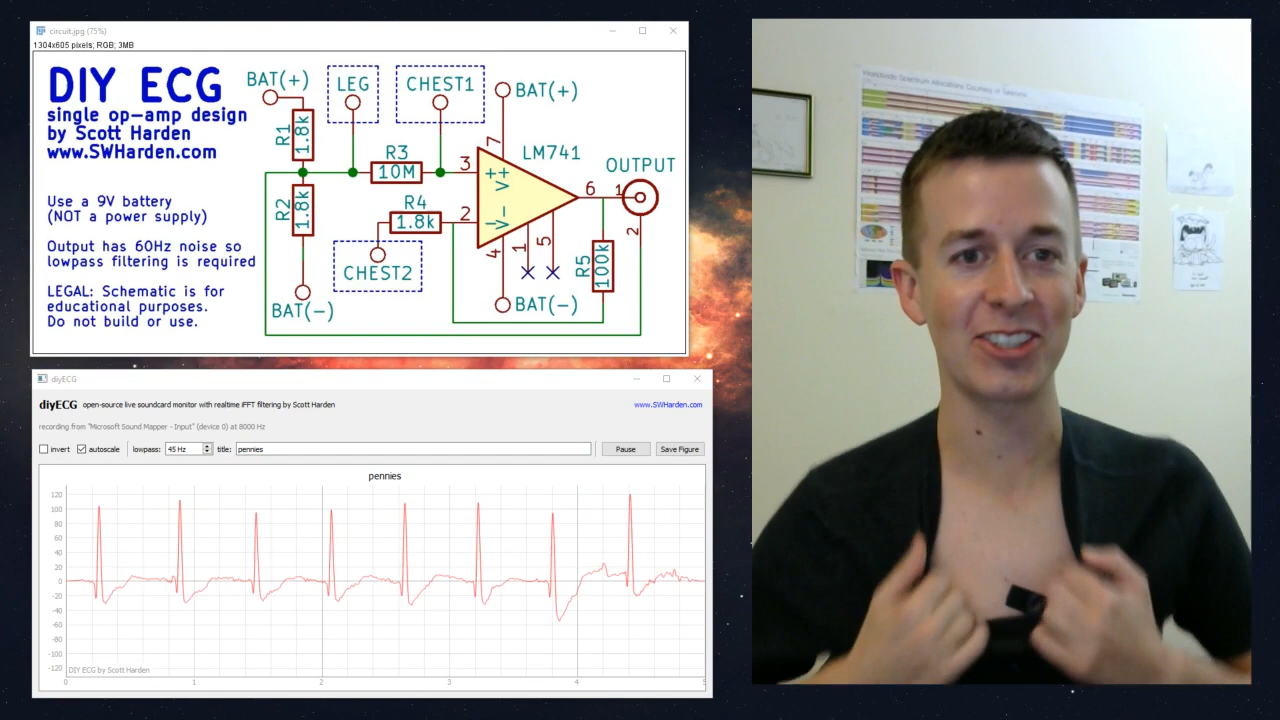 circuit.jpg (75%)
1304x605 pixels; RGB; 3MB
DIY ECG
single op-amp design
by Scott Harden
www.SWHarden.com
Use a 9V battery
(NOT a power supply)
Output has 60Hz noise so
lowpass filtering is required
LEGAL: Schematic is for
educational purposes.
Do not build or use.
BAT(+)
LEG
CHEST1
BAT(+)
R1
1.8k
R3
10M
3
7
V+
+
LM741
OUTPUT
6
1
R2
1.8k
R4
1.8k
2
V-
-
4
1
5
R5
100k
2
CHEST2
BAT(-)
BAT(-)
diyECG
diyECG open-source live soundcard monitor with realtime iFFT filtering by Scott Harden www.SWHarden.com
recording from "Microsoft Sound Mapper - Input" (device 0) at 8000 Hz
invert autoscale lowpass: 45 Hz title: pennies Pause Save Figure
pennies
120
100
80
60
40
20
0
-20
-40
-60
-80
-100
-120
DIY ECG by Scott Harden
0 1 2 3 4 5
Worldwide Spectrum Allocations Courtesy of Tektronix